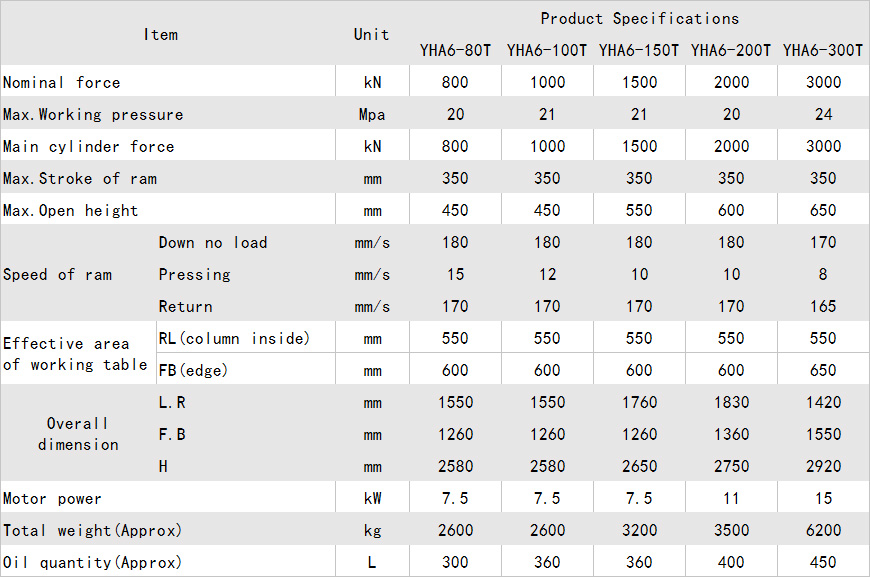 Item Unit Product Specifications
YHA6-80T YHA6-100T YHA6-150T YHA6-200T YHA6-300T
Nominal force kN 800 1000 1500 2000 3000
Max.Working pressure Mpa 20 21 21 20 24
Main cylinder force kN 800 1000 1500 2000 3000
Max.Stroke of ram mm 350 350 350 350 350
Max.Open height mm 450 450 550 600 650
Speed of ram Down no load mm/s 180 180 180 180 170
Pressing mm/s 15 12 10 10 8
Return mm/s 170 170 170 170 165
Effective area of working table RL(column inside) mm 550 550 550 550 550
FB(edge) mm 600 600 600 600 650
Overall dimension L.R mm 1550 1550 1760 1830 1420
F.B mm 1260 1260 1260 1360 1550
H mm 2580 2580 2650 2750 2920
Motor power kW 7.5 7.5 7.5 11 15
Total weight(Approx) kg 2600 2600 3200 3500 6200
Oil quantity(Approx) L 300 360 360 400 450